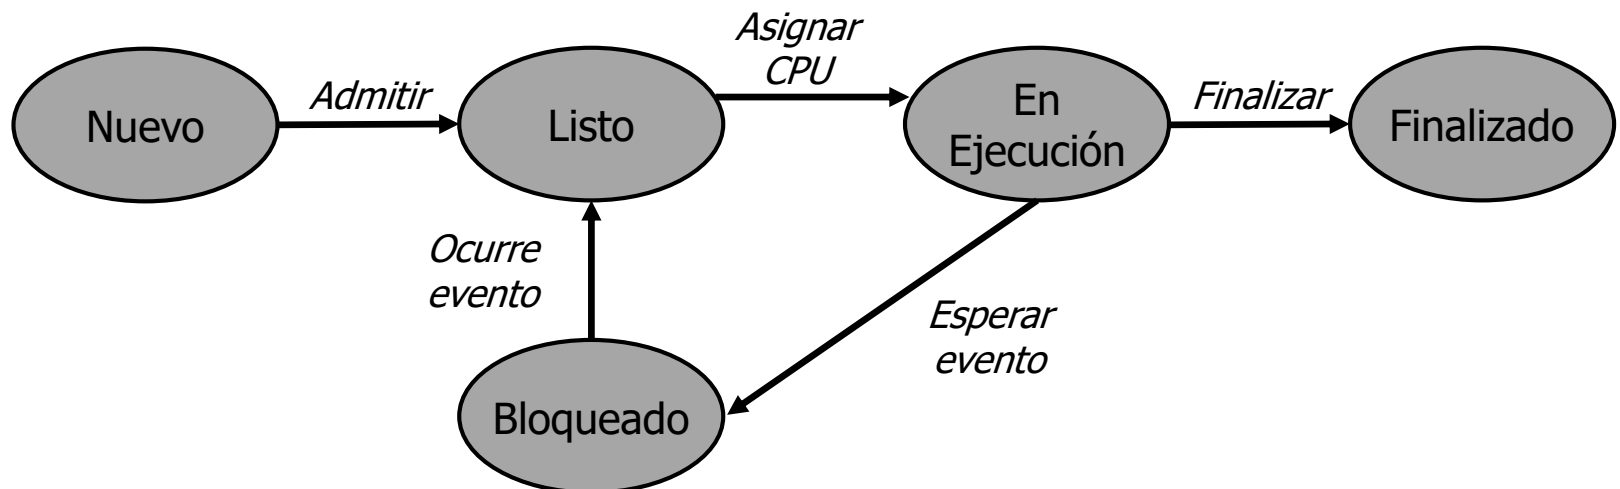 Nuevo
Admitir
Listo
Asignar
CPU
En
Ejecución
Finalizar
Finalizado
Ocurre
evento
Esperar
evento
Bloqueado